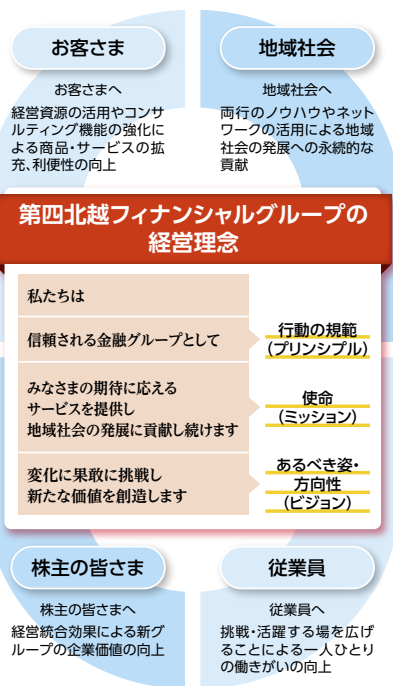 お客さま
お客さまへ
経営資源の活用やコンサ
ルティング機能の強化に
よる商品・サービスの拡
充、利便性の向上
地域社会
地域社会へ
両行のノウハウやネット
ワークの活用による地域
社会の発展への永続的な
貢献
第四北越フィナンシャルグループの
経営理念
私たちは
信頼される金融グループとして
行動の規範
（プリンシプル）
みなさまの期待に応える
サービスを提供し
地域社会の発展に貢献し続けます
使命
（ミッション）
変化に果敢に挑戦し
新たな価値を創造します
あるべき姿・
方向性
（ビジョン）
株主の皆さま
株主の皆さまへ
経営統合効果による新グ
ループの企業価値の向上
従業員
従業員へ
挑戦・活躍する場を広げ
ることによる一人ひとり
の働きがいの向上